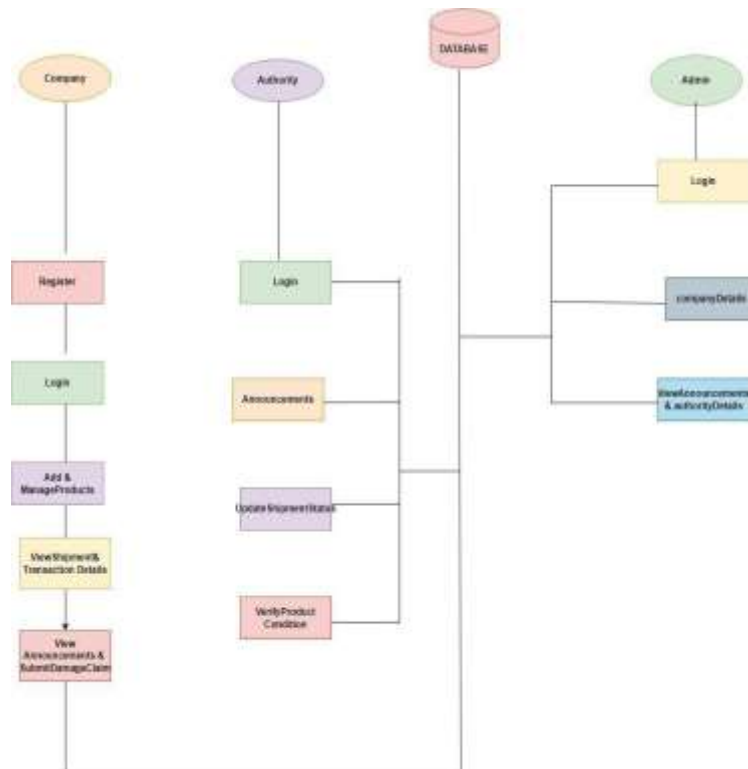 DATABASE
Company
Authority
Admin
Login
Register
Login
companyDetails
Login
Announcements
ViewAnnouncements
& authorityDetails
Add &
ManageProducts
UpdateShipmentStatus
ViewShipment&
Transaction Details
VerifyProduct
Condition
View
Announcements &
SubmitDamageClaim